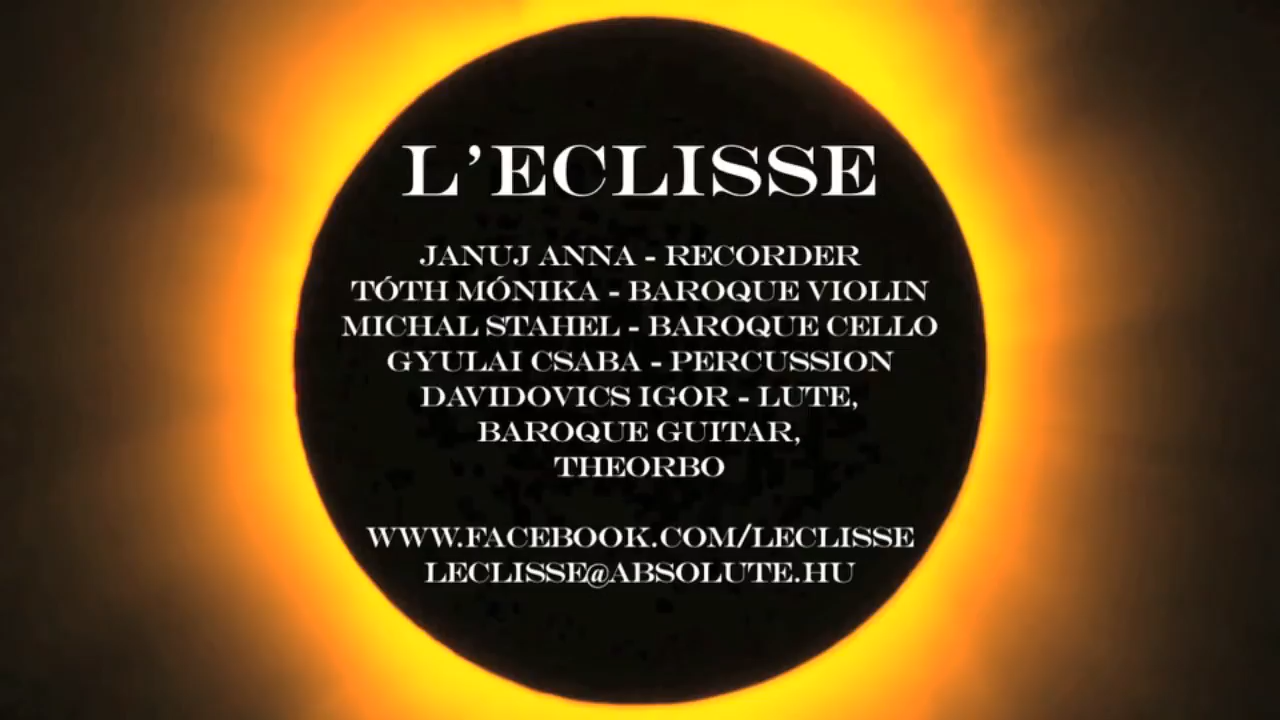 L'ECLISSE
JANUJ ANNA - RECORDER
TÓTH MÓNIKA - BAROQUE VIOLIN
MICHAL STAHEL - BAROQUE CELLO
GYULAI CSABA - PERCUSSION
DAVIDOVICS IGOR - LUTE,
BAROQUE GUITAR,
THEORBO
WWW.FACEBOOK.COM/LECLISSE
LECLISSE@ABSOLUTE.HU